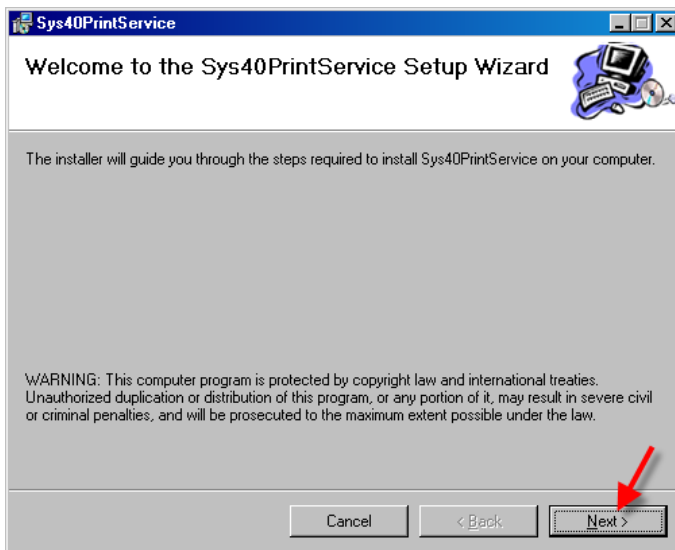 Sys40PrintService
Welcome to the Sys40PrintService Setup Wizard
The installer will guide you through the steps required to install Sys40PrintService on your computer.
WARNING: This computer program is protected by copyright law and international treaties.
Unauthorized duplication or distribution of this program, or any portion of it, may result in severe civil
or criminal penalties, and will be prosecuted to the maximum extent possible under the law.
Cancel < Back Next >